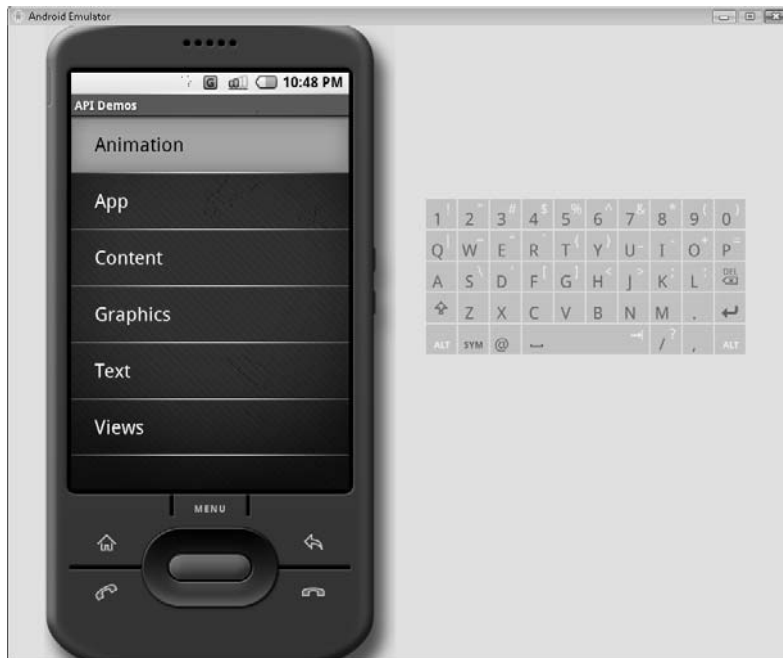 Android Emulator
G 10:48 PM
API Demos
Animation
App
Content
Graphics
Text
Views
MENU
1 ! 2 3 # 4 $ 5 % 6 ^ 7 & 8 * 9 ( 0 )
Q | W ~ E R T { Y } U - I O + P =
A S \ D F [ G ] H < J > K ; L : DEL
Z X C V B N M .
ALT SYM @ / ? , ALT